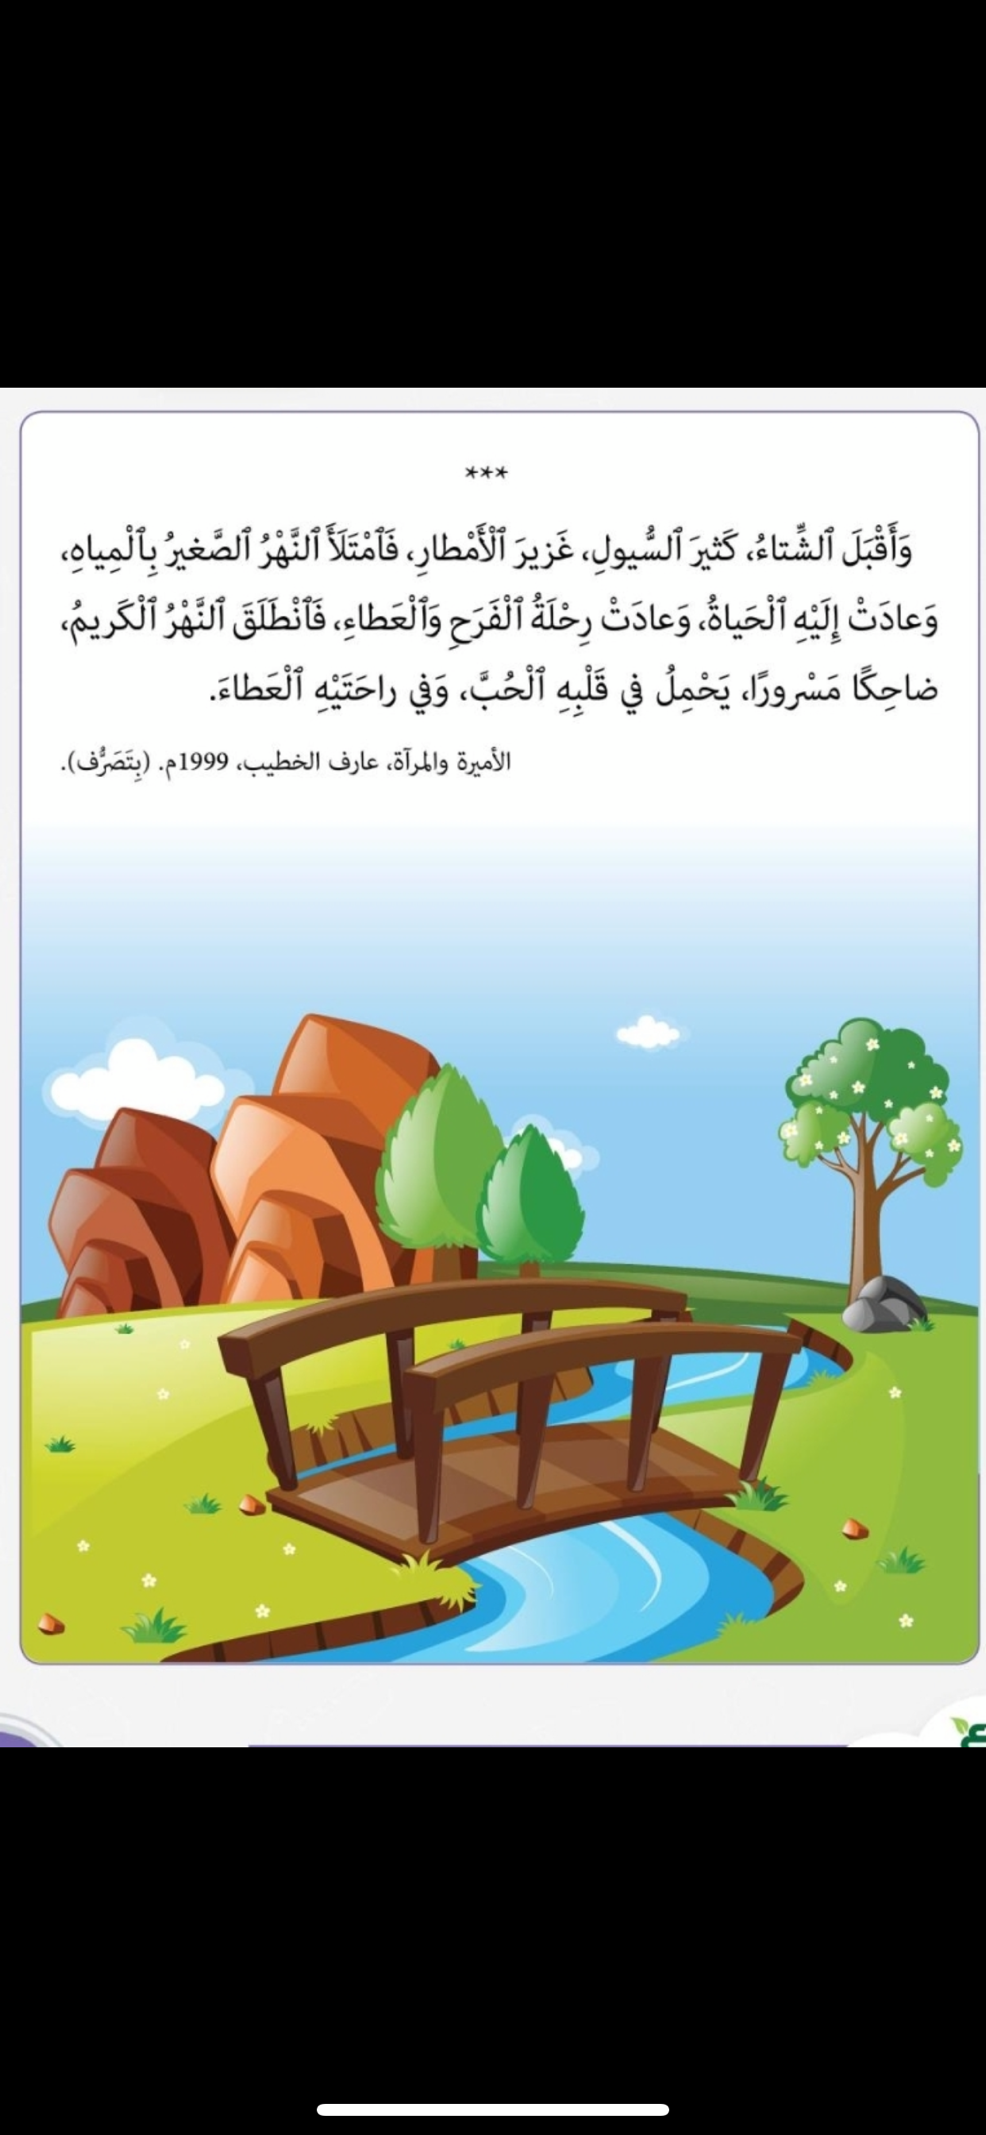 ***
وَأَقْبَلَ ٱلشِّتاءُ، كَثيرَ ٱلسُّيولِ، غَزيرَ ٱلْأَمْطارِ، فَٱمْتَلَأَ ٱلنَّهْرُ ٱلصَّغيرُ بِٱلْمِياهِ،
وَعادَتْ إِلَيْهِ ٱلْحَياةُ، وَعادَتْ رِحْلَةُ ٱلْفَرَحِ وَٱلْعَطاءِ، فَٱنْطَلَقَ ٱلنَّهْرُ ٱلْكَريمُ،
ضاحِكًا مَسْرورًا، يَحْمِلُ في قَلْبِهِ ٱلْحُبَّ، وَفي راحَتَيْهِ ٱلْعَطاءَ.
الأميرة والمرآة، عارف الخطيب، 1999م. (بِتَصَرُّف).